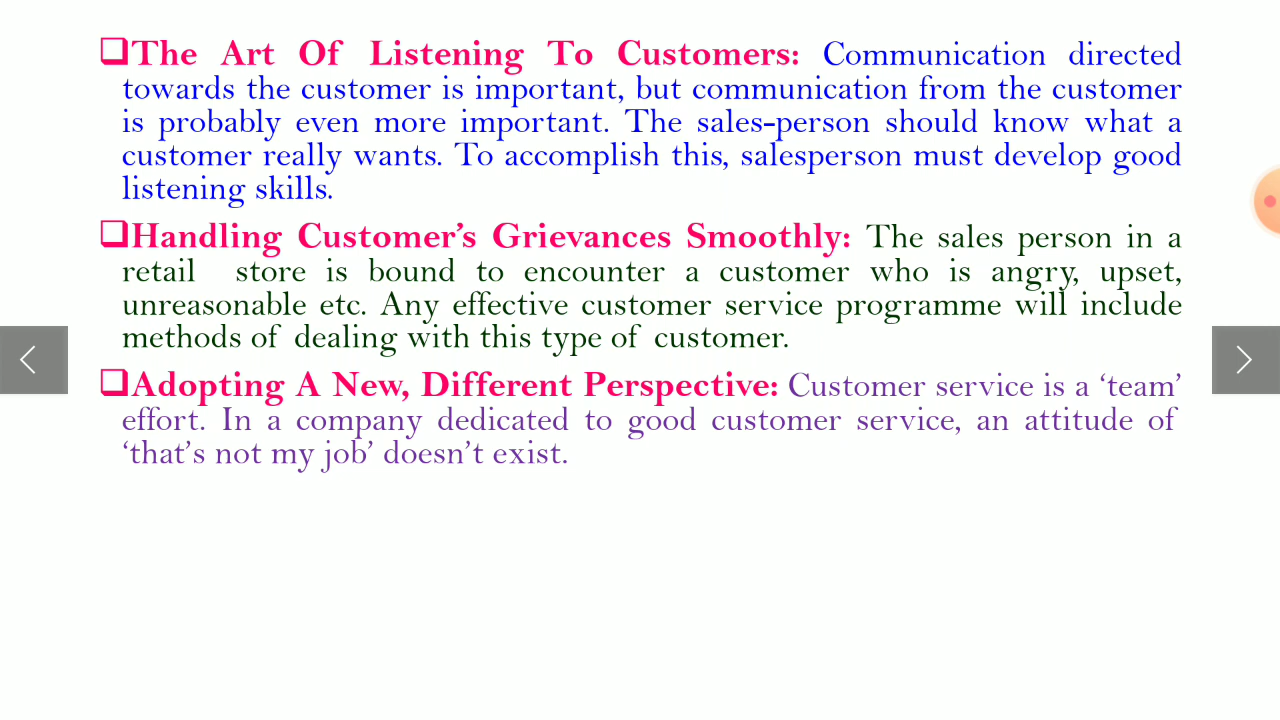 ❑The Art Of Listening To Customers: Communication directed
towards the customer is important, but communication from the customer
is probably even more important. The sales-person should know what a
customer really wants. To accomplish this, salesperson must develop good
listening skills.
❑Handling Customer’s Grievances Smoothly: The sales person in a
retail store is bound to encounter a customer who is angry, upset,
unreasonable etc. Any effective customer service programme will include
methods of dealing with this type of customer.
❑Adopting A New, Different Perspective: Customer service is a ‘team’
effort. In a company dedicated to good customer service, an attitude of
‘that’s not my job’ doesn’t exist.